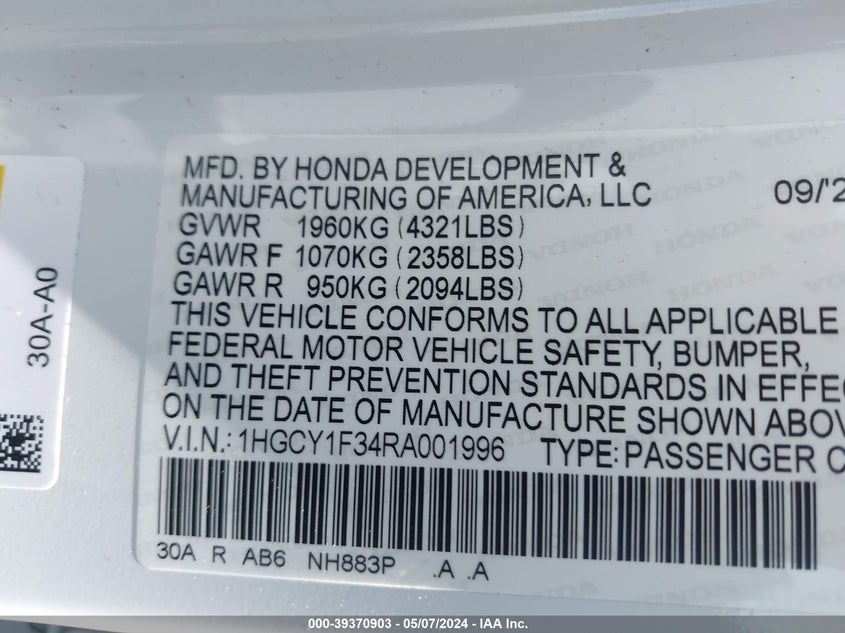 MFD. BY HONDA DEVELOPMENT &
MANUFACTURING OF AMERICA, LLC 09/'2
GVWR 1960KG (4321LBS)
GAWR F 1070KG (2358LBS)
GAWR R 950KG (2094LBS)
THIS VEHICLE CONFORMS TO ALL APPLICABLE
FEDERAL MOTOR VEHICLE SAFETY, BUMPER,
AND THEFT PREVENTION STANDARDS IN EFFEC
ON THE DATE OF MANUFACTURE SHOWN ABOV
V.I.N.: 1HGCY1F34RA001996 TYPE: PASSENGER C
30A R AB6 NH883P .A .A
30A-A0
HONDA
000-39370903 - 05/07/2024 - IAA Inc.